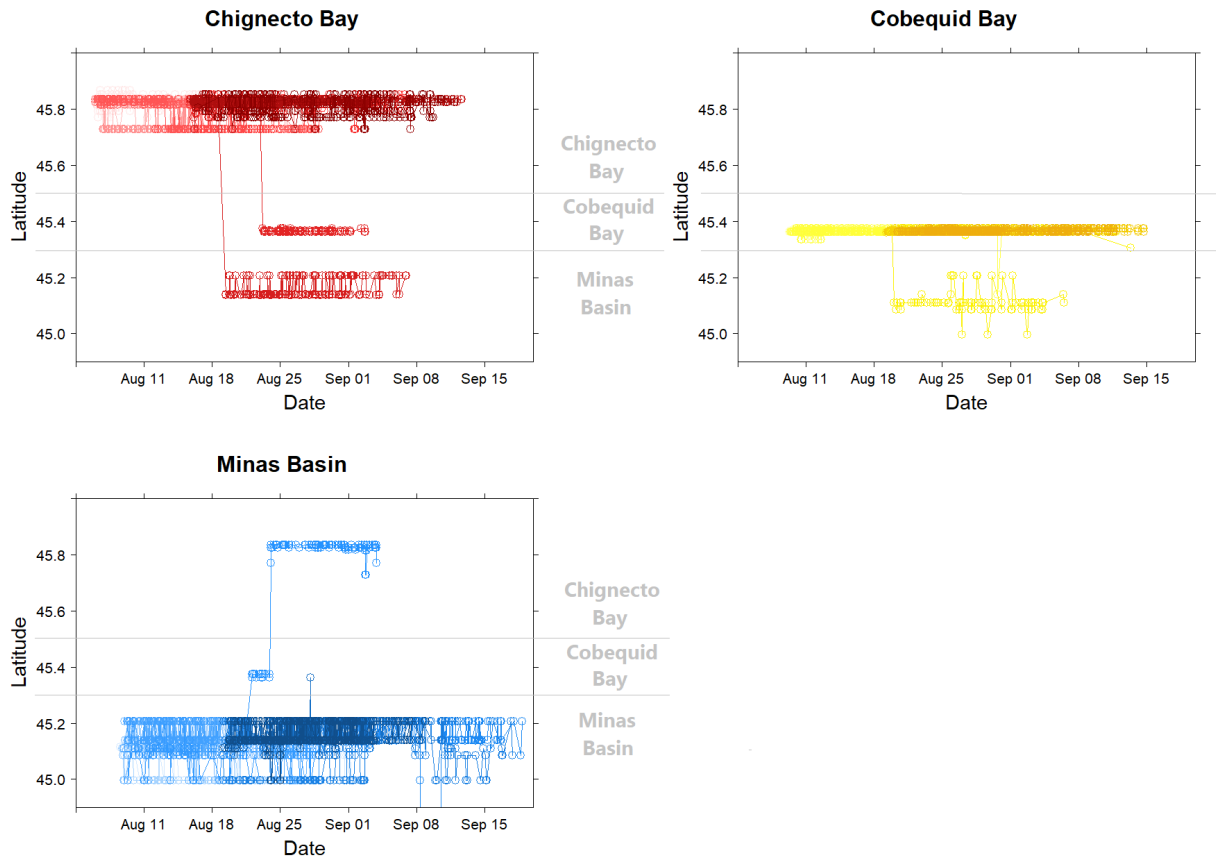 Chignecto Bay
Cobequid Bay
45.8
45.6
45.4
45.2
45.0
Latitude
Aug 11 Aug 18 Aug 25 Sep 01 Sep 08 Sep 15
Date
Chignecto
Bay
Cobequid
Bay
Minas
Basin
45.8
45.6
45.4
45.2
45.0
Latitude
Aug 11 Aug 18 Aug 25 Sep 01 Sep 08 Sep 15
Date
Minas Basin
45.8
45.6
45.4
45.2
45.0
Latitude
Aug 11 Aug 18 Aug 25 Sep 01 Sep 08 Sep 15
Date
Chignecto
Bay
Cobequid
Bay
Minas
Basin